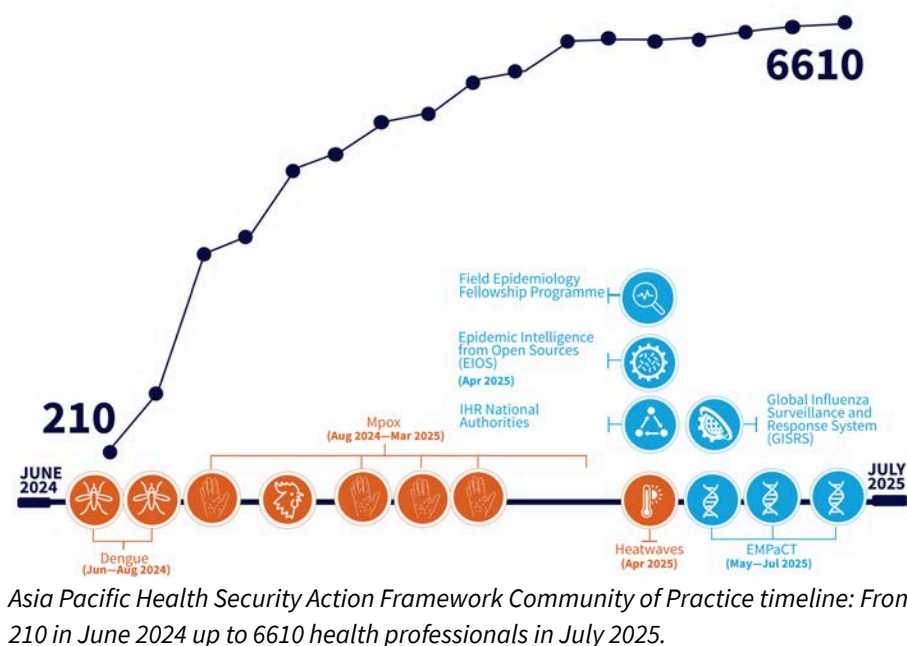 6610
Field Epidemiology
Fellowship Programme
Epidemic Intelligence
from Open Sources
(EIOS)
(Apr 2025)
210
IHR National
Authorities
Global Influenza
Surveillance and
Response System
(GISRS)
Mpox
(Aug 2024—Mar 2025)
JUNE
2024
JULY
2025
Dengue
(Jun—Aug 2024)
Heatwaves
(Apr 2025)
EMPaCT
(May—Jul 2025)
Asia Pacific Health Security Action Framework Community of Practice timeline: From
210 in June 2024 up to 6610 health professionals in July 2025.